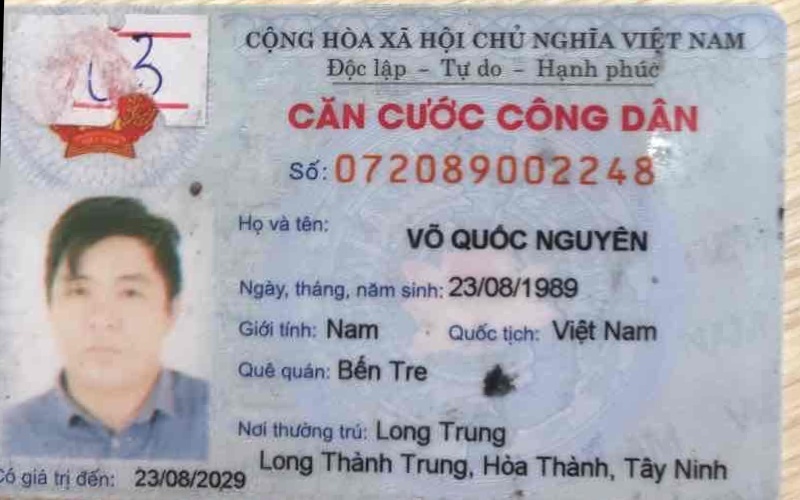 CỘNG HÒA XÃ HỘI CHỦ NGHĨA VIỆT NAM
Độc lập – Tự do – Hạnh phúc
CĂN CƯỚC CÔNG DÂN
Số: 072089002248
Họ và tên:
VÕ QUỐC NGUYÊN
Ngày, tháng, năm sinh: 23/08/1989
Giới tính: Nam Quốc tịch: Việt Nam
Quê quán: Bến Tre
Nơi thường trú: Long Trung
Long Thành Trung, Hòa Thành, Tây Ninh
Có giá trị đến: 23/08/2029